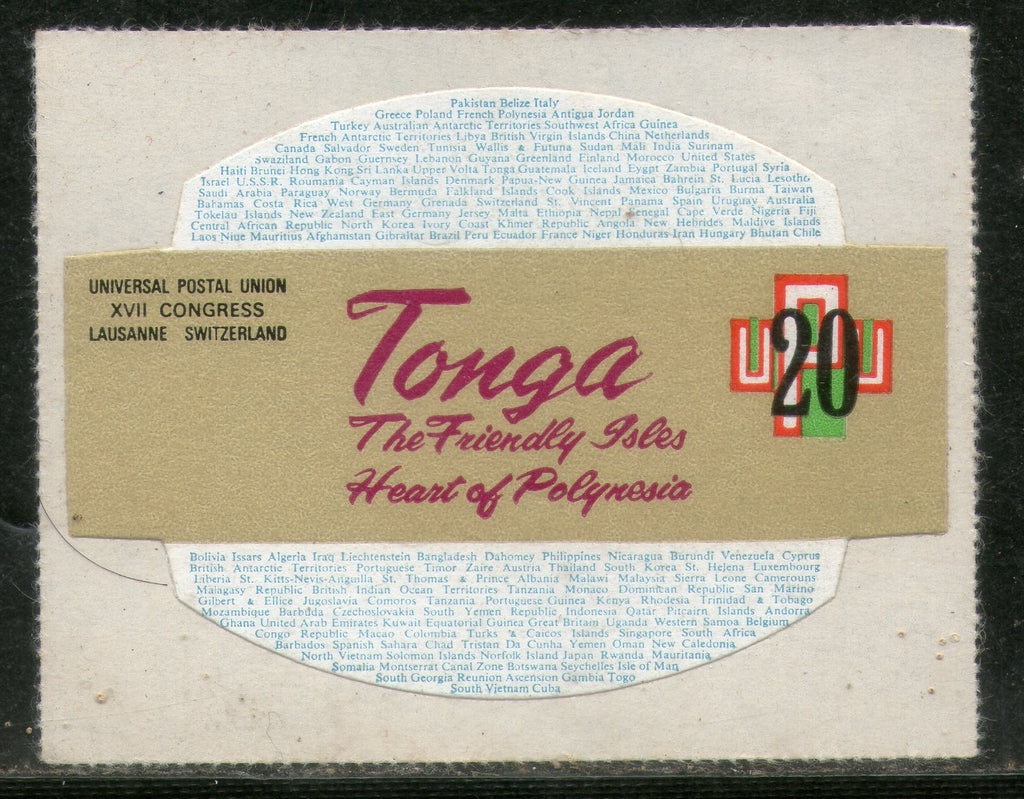 Pakistan Belize Italy
Greece Poland French Polynesia Antigua Jordan
Turkey Australian Antarctic Territories Southwest Africa Guinea
French Antarctic Territories Libya British Virgin Islands China Netherlands
Canada Salvador Sweden Tunisia Wallis & Futuna Sudan Mali India Surinam
Swaziland Gabon Guernsey Lebanon Guyana Greenland Finland Morocco United States
Haiti Brunei Hong Kong Sri Lanka Upper Volta Tonga Guatemala Iceland Eygpt Zambia Portugal Syria
Israel U.S.S.R. Roumania Cayman Islands Denmark Papua-New Guinea Jamaica Bahrein St. Lucia Lesotho
Saudi Arabia Paraguay Norway Bermuda Falkland Islands Cook Islands Mexico Bulgaria Burma Taiwan
Bahamas Costa Rica West Germany Grenada Switzerland St. Vincent Panama Spain Uruguay Australia
Tokelau Islands New Zealand East Germany Jersey Malta Ethiopia Nepal Senegal Cape Verde Nigeria Fiji
Central African Republic North Korea Ivory Coast Khmer Republic Angola New Hebrides Maldive Islands
Laos Niue Mauritius Afghanistan Gibraltar Brazil Peru Ecuador France Niger Honduras Iran Hungary Bhutan Chile
UNIVERSAL POSTAL UNION
XVII CONGRESS
LAUSANNE SWITZERLAND
Tonga
The Friendly Isles
Heart of Polynesia
20
Bolivia Issars Algeria Iraq Liechtenstein Bangladesh Dahomey Philippines Nicaragua Burundi Venezuela Cyprus
British Antarctic Territories Portuguese Timor Zaire Austria Thailand South Korea St. Helena Luxembourg
Liberia St. Kitts-Nevis-Anguilla St. Thomas & Prince Albania Malawi Malaysia Sierra Leone Camerouns
Malagasy Republic British Indian Ocean Territories Tanzania Monaco Dominican Republic San Marino
Gilbert & Ellice Jugoslavia Comoros Tanzania Portuguese Guinea Kenya Rhodesia Trinidad & Tobago
Mozambique Barbuda Czechoslovakia South Yemen Republic Indonesia Qatar Pitcairn Islands Andorra
Ghana United Arab Emirates Kuwait Equatorial Guinea Great Britain Uganda Western Samoa Belgium
Congo Republic Macao Colombia Turks & Caicos Islands Singapore South Africa
Barbados Spanish Sahara Chad Tristan Da Cunha Yemen Oman New Caledonia
North Vietnam Solomon Islands Norfolk Island Japan Rwanda Mauritania
Somalia Montserrat Canal Zone Botswana Seychelles Isle of Man
South Georgia Reunion Ascension Gambia Togo
South Vietnam Cuba